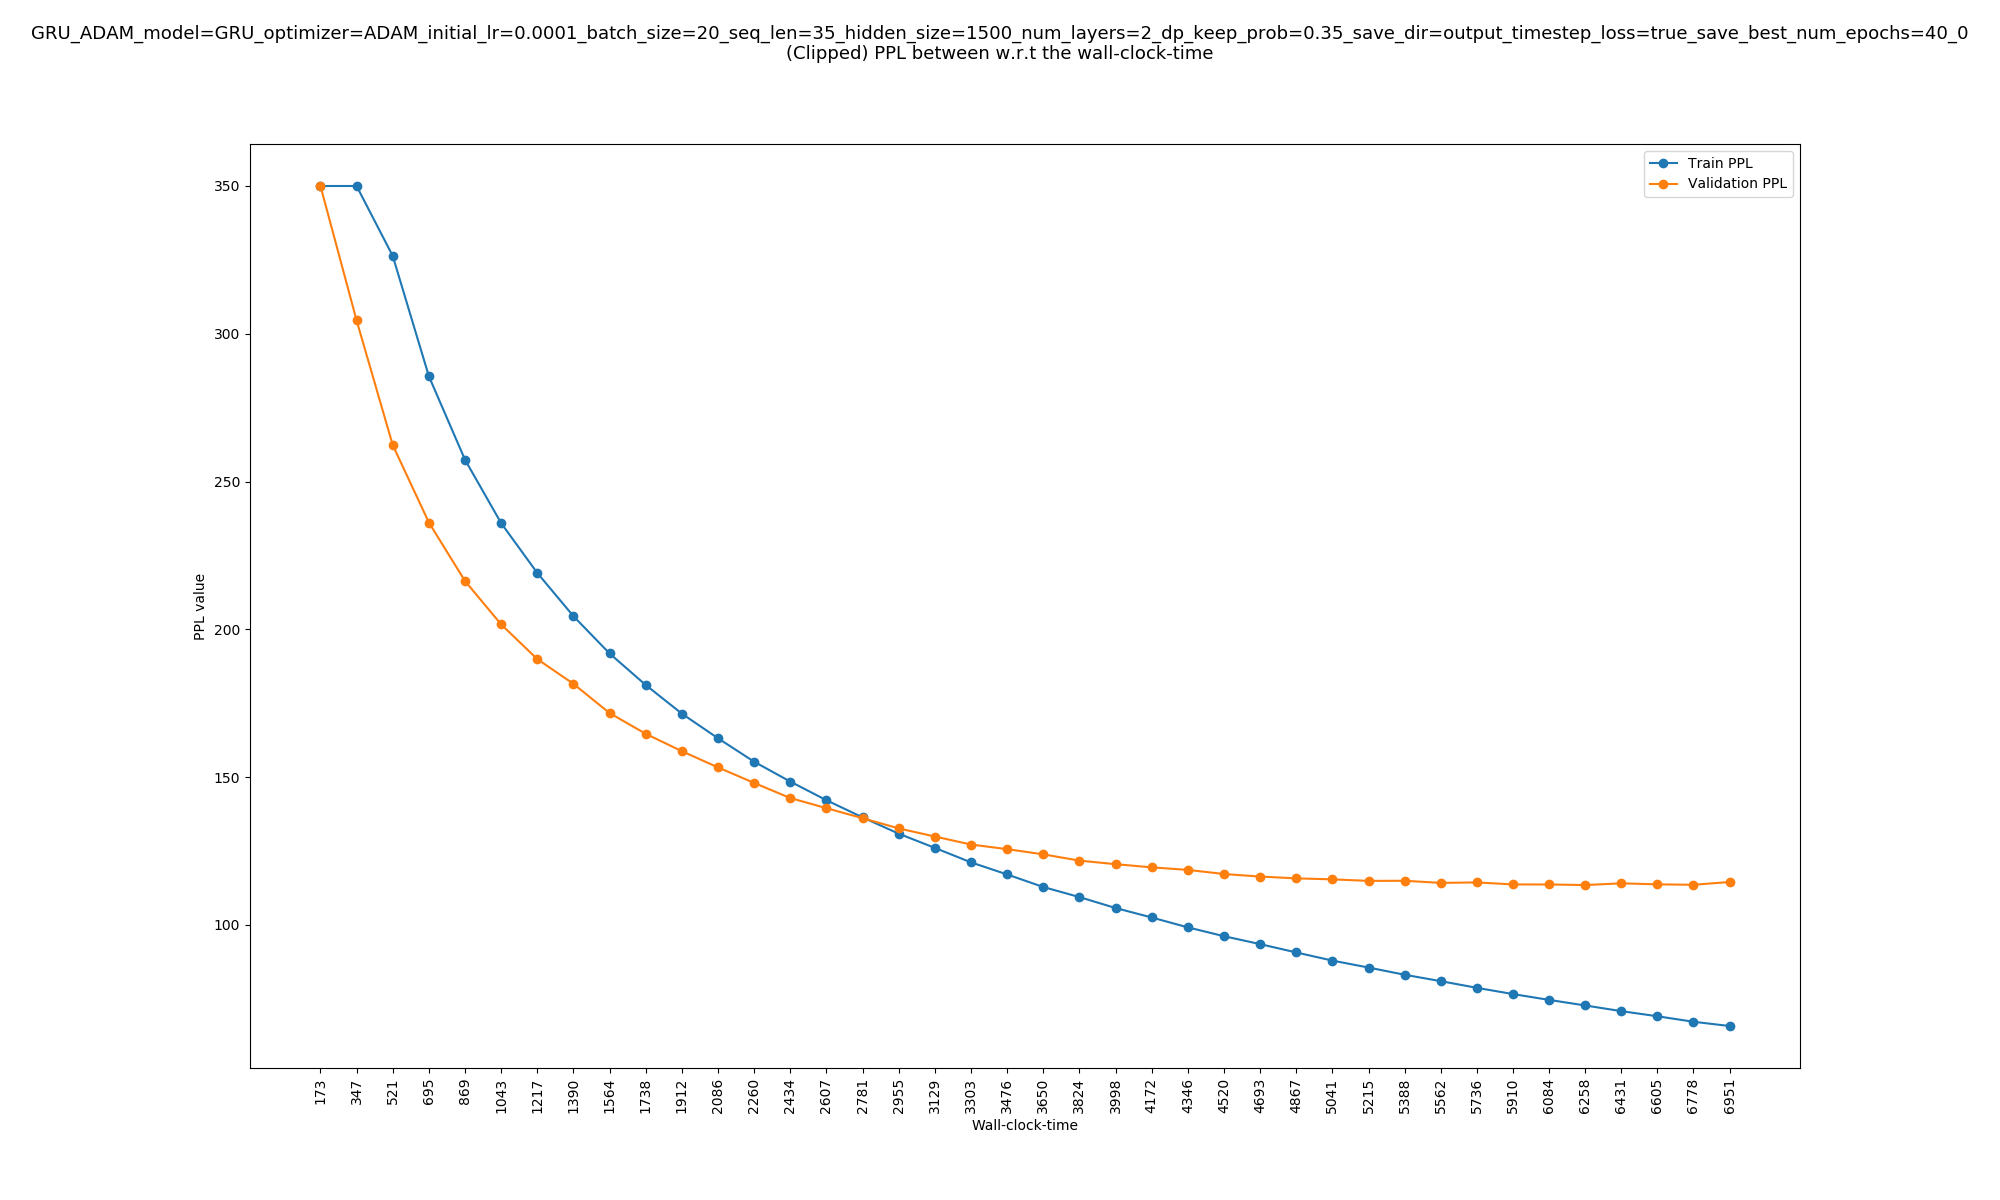 GRU_ADAM_model=GRU_optimizer=ADAM_initial_lr=0.0001_batch_size=20_seq_len=35_hidden_size=1500_num_layers=2_dp_keep_prob=0.35_save_dir=output_timestep_loss=true_save_best_num_epochs=40_0
(Clipped) PPL between w.r.t the wall-clock-time
Train PPL
Validation PPL
350
300
250
200
150
100
PPL value
173 347 521 695 869 1043 1217 1390 1564 1738 1912 2086 2260 2434 2607 2781 2955 3129 3303 3476 3650 3824 3998 4172 4346 4520 4693 4867 5041 5215 5388 5562 5736 5910 6084 6258 6431 6605 6778 6951
Wall-clock-time